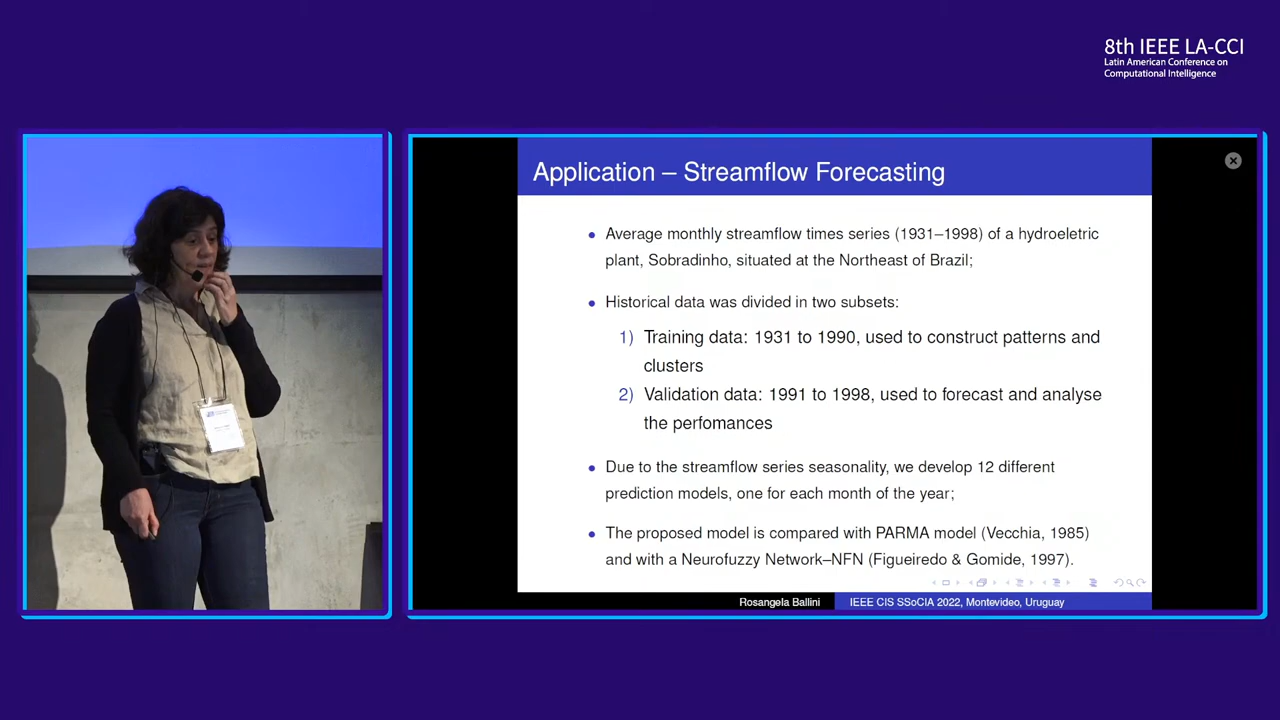 8th IEEE LA-CCI
Latin American Conference on
Computational Intelligence
Application – Streamflow Forecasting
Average monthly streamflow times series (1931–1998) of a hydroeletric
plant, Sobradinho, situated at the Northeast of Brazil;
Historical data was divided in two subsets:
1) Training data: 1931 to 1990, used to construct patterns and
clusters
2) Validation data: 1991 to 1998, used to forecast and analyse
the perfomances
Due to the streamflow series seasonality, we develop 12 different
prediction models, one for each month of the year;
The proposed model is compared with PARMA model (Vecchia, 1985)
and with a Neurofuzzy Network–NFN (Figueiredo & Gomide, 1997).
Rosangela Ballini
IEEE CIS SSoCIA 2022, Montevideo, Uruguay